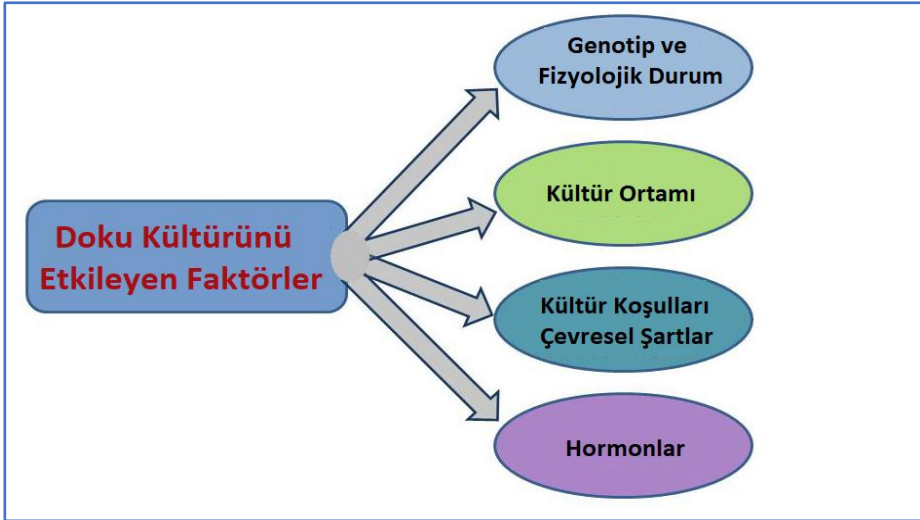 Doku Kültürünü
Etkileyen Faktörler
Genotip ve
Fizyolojik Durum
Kültür Ortamı
Kültür Koşulları
Çevresel Şartlar
Hormonlar